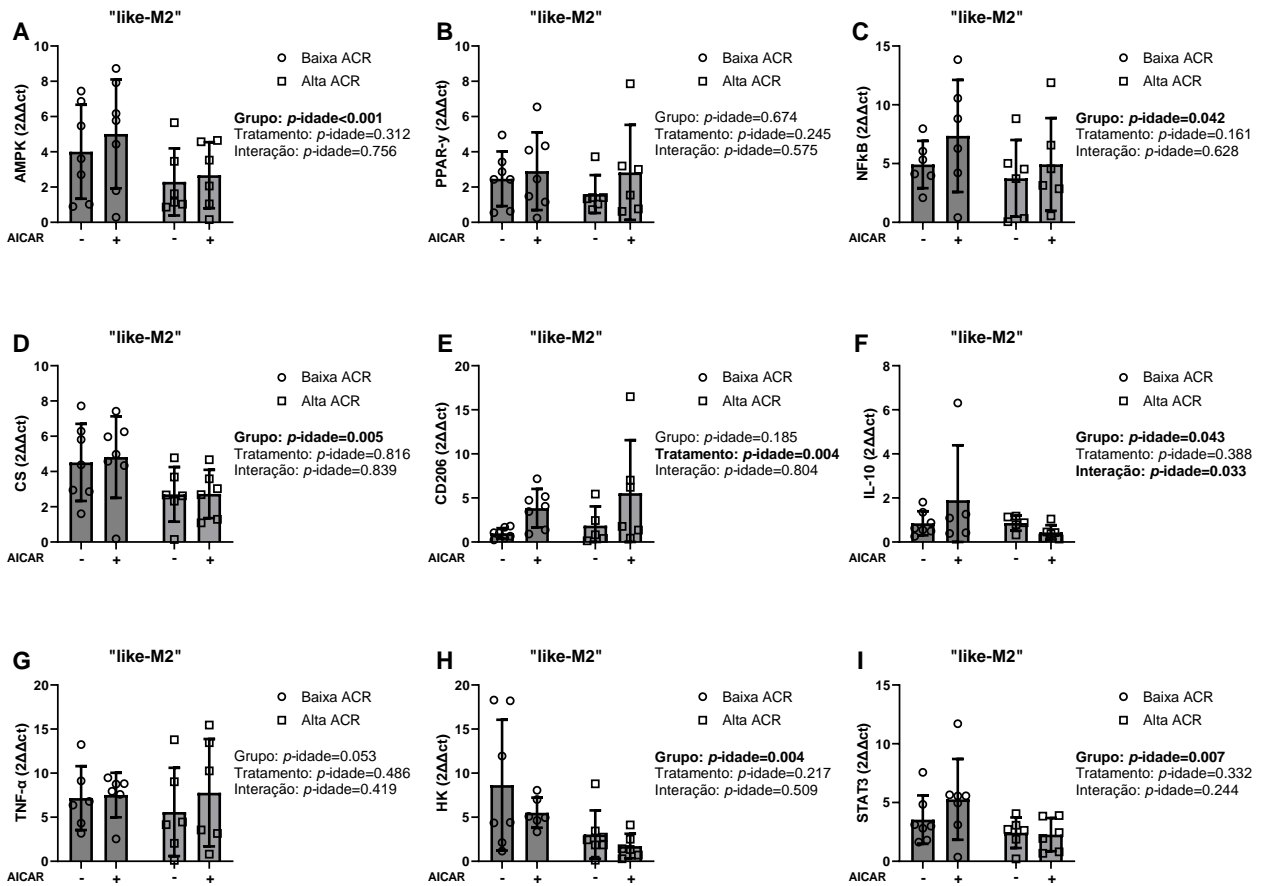 A
"like-M2"
AMPK (2ΔΔct)
10
8
6
4
2
0
AICAR - + - +
Baixa ACR
Alta ACR
Grupo: p-idade<0.001
Tratamento: p-idade=0.312
Interação: p-idade=0.756
B
"like-M2"
PPAR-y (2ΔΔct)
10
8
6
4
2
0
AICAR - + - +
Baixa ACR
Alta ACR
Grupo: p-idade=0.674
Tratamento: p-idade=0.245
Interação: p-idade=0.575
C
"like-M2"
NFkB (2ΔΔct)
15
10
5
0
AICAR - + - +
Baixa ACR
Alta ACR
Grupo: p-idade=0.042
Tratamento: p-idade=0.161
Interação: p-idade=0.628
D
"like-M2"
CS (2ΔΔct)
10
8
6
4
2
0
AICAR - + - +
Baixa ACR
Alta ACR
Grupo: p-idade=0.005
Tratamento: p-idade=0.816
Interação: p-idade=0.839
E
"like-M2"
CD206 (2ΔΔct)
20
15
10
5
0
AICAR - + - +
Baixa ACR
Alta ACR
Grupo: p-idade=0.185
Tratamento: p-idade=0.004
Interação: p-idade=0.804
F
"like-M2"
IL-10 (2ΔΔct)
8
6
4
2
0
AICAR - + - +
Baixa ACR
Alta ACR
Grupo: p-idade=0.043
Tratamento: p-idade=0.388
Interação: p-idade=0.033
G
"like-M2"
TNF-α (2ΔΔct)
20
15
10
5
0
AICAR - + - +
Baixa ACR
Alta ACR
Grupo: p-idade=0.053
Tratamento: p-idade=0.486
Interação: p-idade=0.419
H
"like-M2"
HK (2ΔΔct)
20
15
10
5
0
AICAR - + - +
Baixa ACR
Alta ACR
Grupo: p-idade=0.004
Tratamento: p-idade=0.217
Interação: p-idade=0.509
I
"like-M2"
STAT3 (2ΔΔct)
15
10
5
0
AICAR - + - +
Baixa ACR
Alta ACR
Grupo: p-idade=0.007
Tratamento: p-idade=0.332
Interação: p-idade=0.244